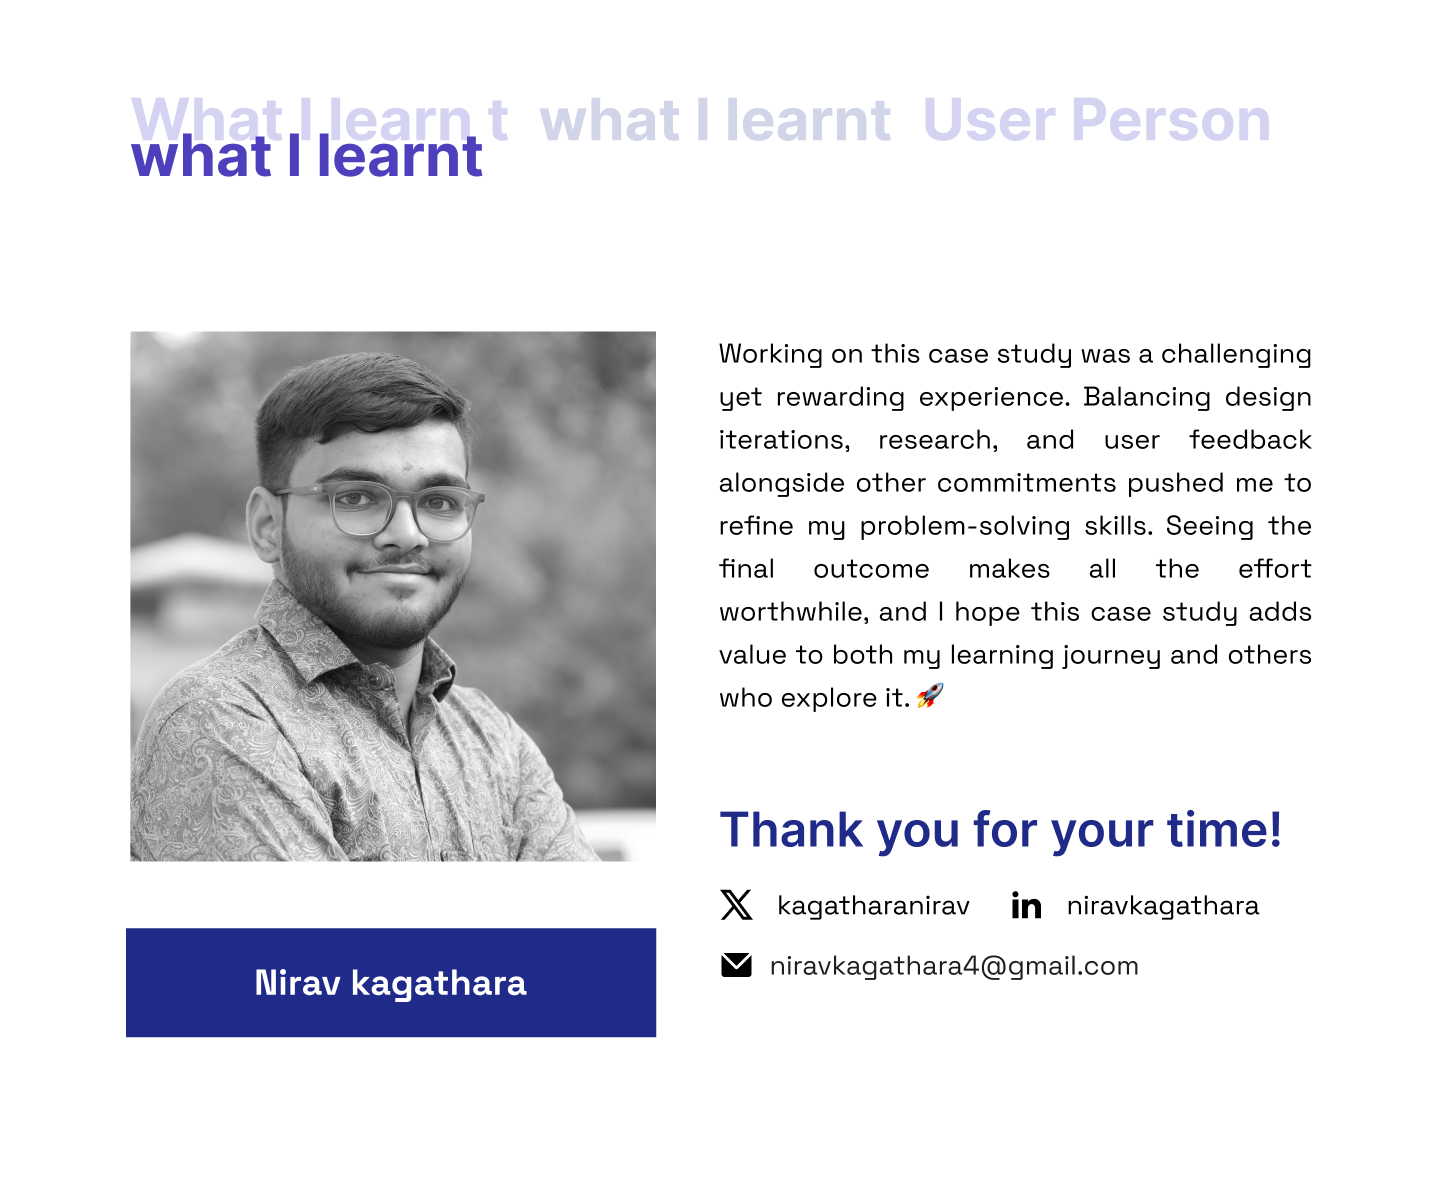 What I learn t what I learnt User Person
what I learnt
Working on this case study was a challenging
yet rewarding experience. Balancing design
iterations, research, and user feedback
alongside other commitments pushed me to
refine my problem-solving skills. Seeing the
final outcome makes all the effort
worthwhile, and I hope this case study adds
value to both my learning journey and others
who explore it. 🚀
Thank you for your time!
kagatharanirav niravkagathara
niravkagathara4@gmail.com
Nirav kagathara